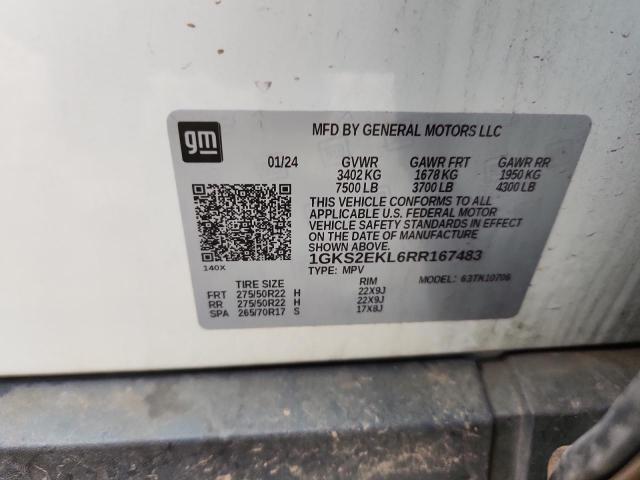 gm
MFD BY GENERAL MOTORS LLC
01/24 GVWR GAWR FRT GAWR RR
3402 KG 1678 KG 1950 KG
7500 LB 3700 LB 4300 LB
THIS VEHICLE CONFORMS TO ALL
APPLICABLE U.S. FEDERAL MOTOR
VEHICLE SAFETY STANDARDS IN
EFFECT ON THE DATE OF MANUFACTURE
SHOWN ABOVE.
1GKS2EKL6RR167483
140X
TYPE: MPV MODEL: 63TK10706
TIRE SIZE RIM
FRT 275/50R22 H 22X9J
RR 275/50R22 H 22X9J
SPA 265/70R17 S 17X8J